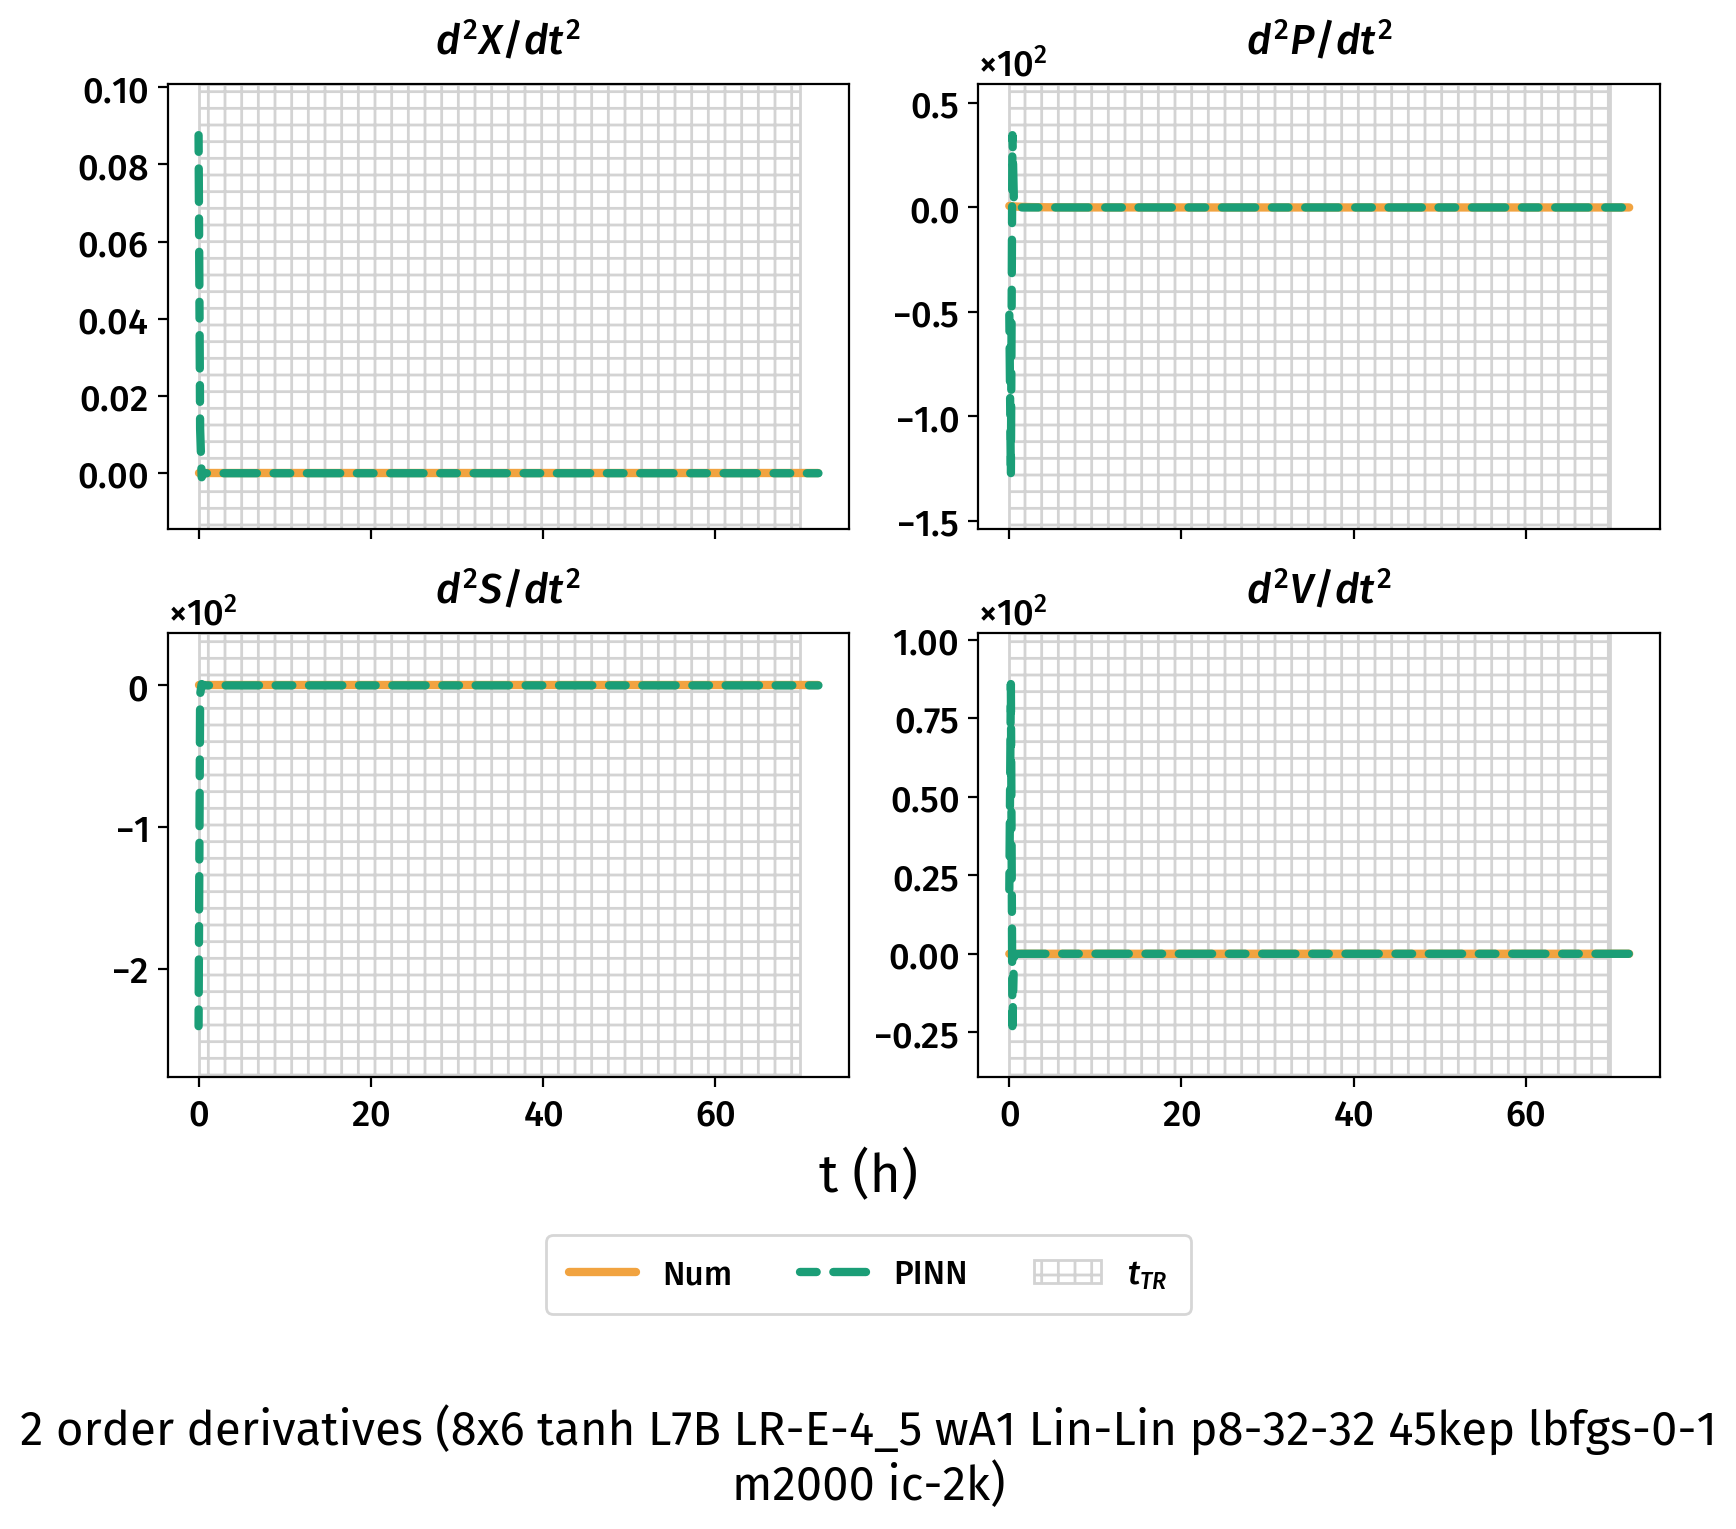 d²X/dt²
0.10
0.08
0.06
0.04
0.02
0.00
d²P/dt²
×10²
0.5
0.0
−0.5
−1.0
−1.5
d²S/dt²
×10²
0
−1
−2
0 20 40 60
d²V/dt²
×10²
1.00
0.75
0.50
0.25
0.00
−0.25
0 20 40 60
t (h)
Num PINN t_TR
2 order derivatives (8x6 tanh L7B LR-E-4_5 wA1 Lin-Lin p8-32-32 45kep lbfgs-0-1
m2000 ic-2k)